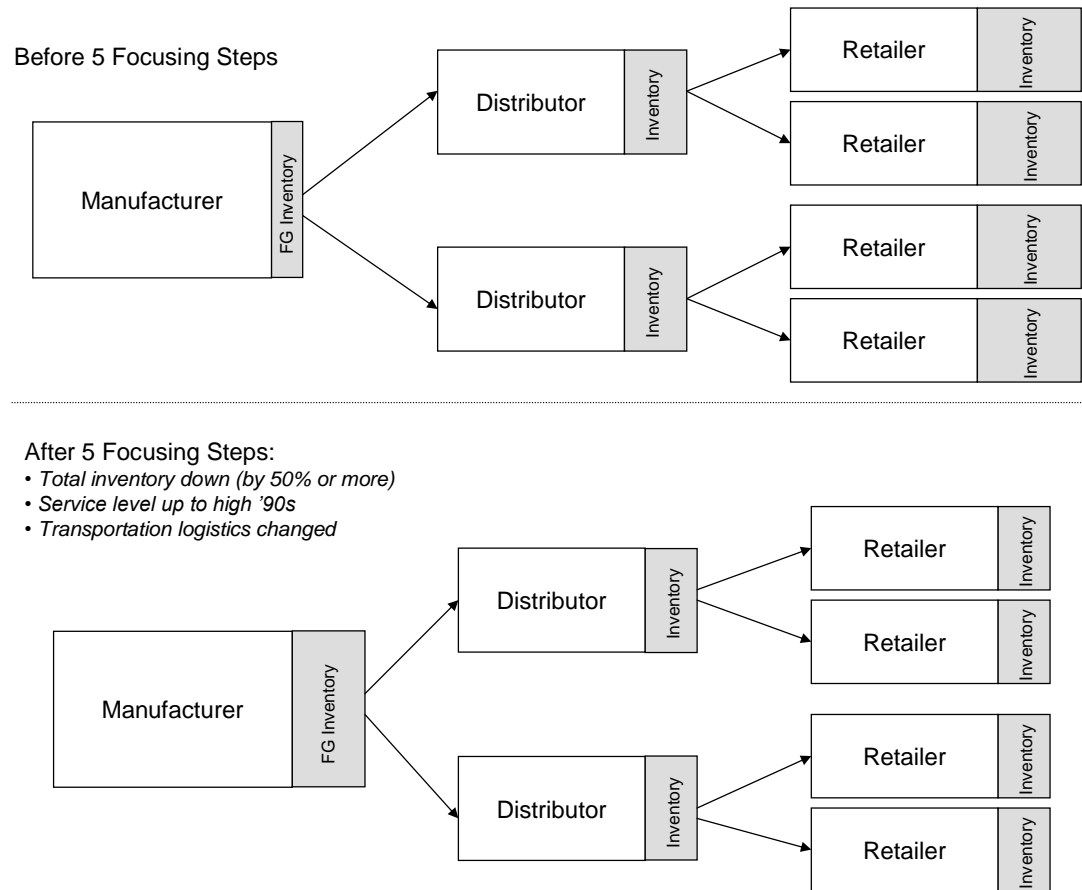 Before 5 Focusing Steps
Manufacturer
FG Inventory
Distributor
Inventory
Distributor
Inventory
Retailer
Inventory
Retailer
Inventory
Retailer
Inventory
Retailer
Inventory
After 5 Focusing Steps:
• Total inventory down (by 50% or more)
• Service level up to high ’90s
• Transportation logistics changed
Manufacturer
FG Inventory
Distributor
Inventory
Distributor
Inventory
Retailer
Inventory
Retailer
Inventory
Retailer
Inventory
Retailer
Inventory